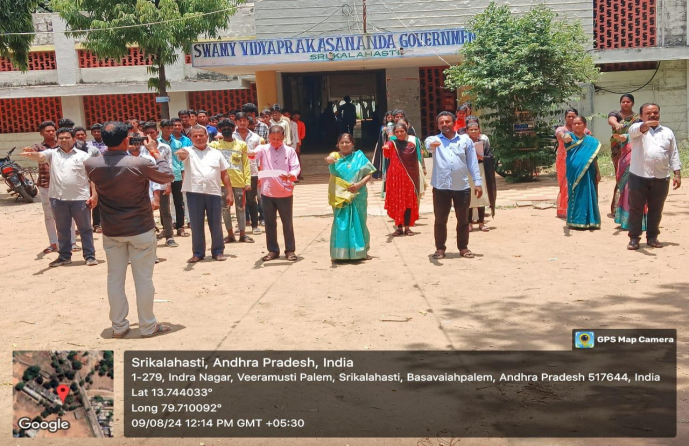 SWAMY VIDYAPRAKASANANDA GOVERNMENT
SRIKALAHASTI
GPS Map Camera
Srikalahasti, Andhra Pradesh, India
1-279, Indra Nagar, Veeramusti Palem, Srikalahasti, Basavaiahpalem, Andhra Pradesh 517644, India
Lat 13.744033°
Long 79.710092°
09/08/24 12:14 PM GMT +05:30
Google